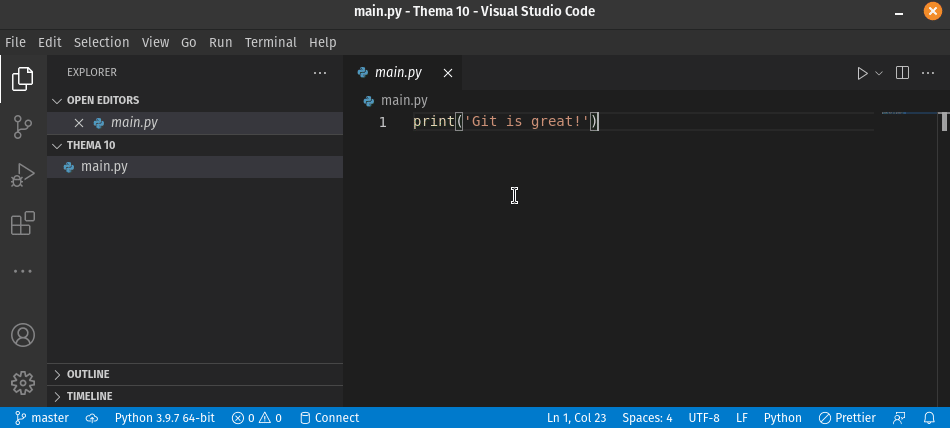 main.py - Thema 10 - Visual Studio Code
File Edit Selection View Go Run Terminal Help
EXPLORER
OPEN EDITORS
main.py
THEMA 10
main.py
OUTLINE
TIMELINE
main.py
main.py
1 print('Git is great!')
master Python 3.9.7 64-bit 0 0 Connect Ln 1, Col 23 Spaces: 4 UTF-8 LF Python Prettier